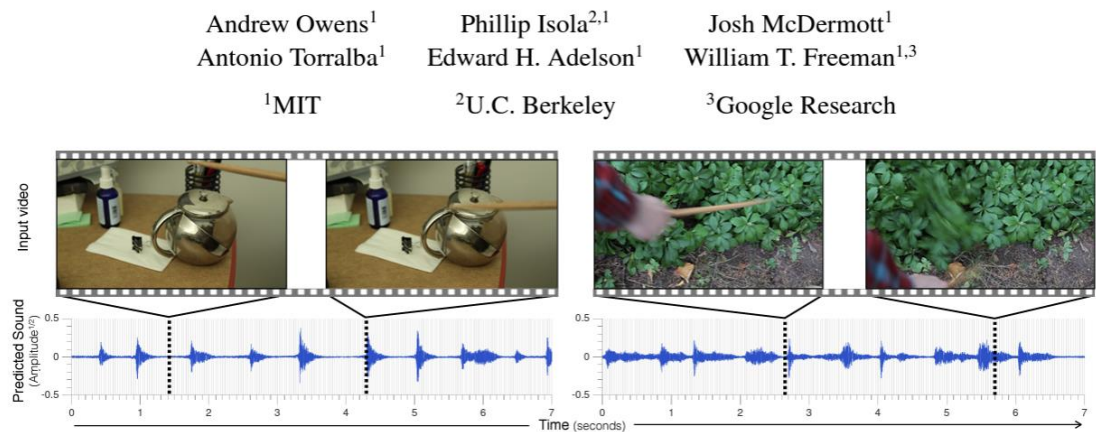 Andrew Owens¹ Phillip Isola²,¹ Josh McDermott¹
Antonio Torralba¹ Edward H. Adelson¹ William T. Freeman¹,³
¹MIT ²U.C. Berkeley ³Google Research
Input video
Predicted Sound
(Amplitude¹/²)
0.5 0.5
0 0
-0.5 -0.5
0 1 2 3 4 5 6 7 0 1 2 3 4 5 6 7
Time (seconds)